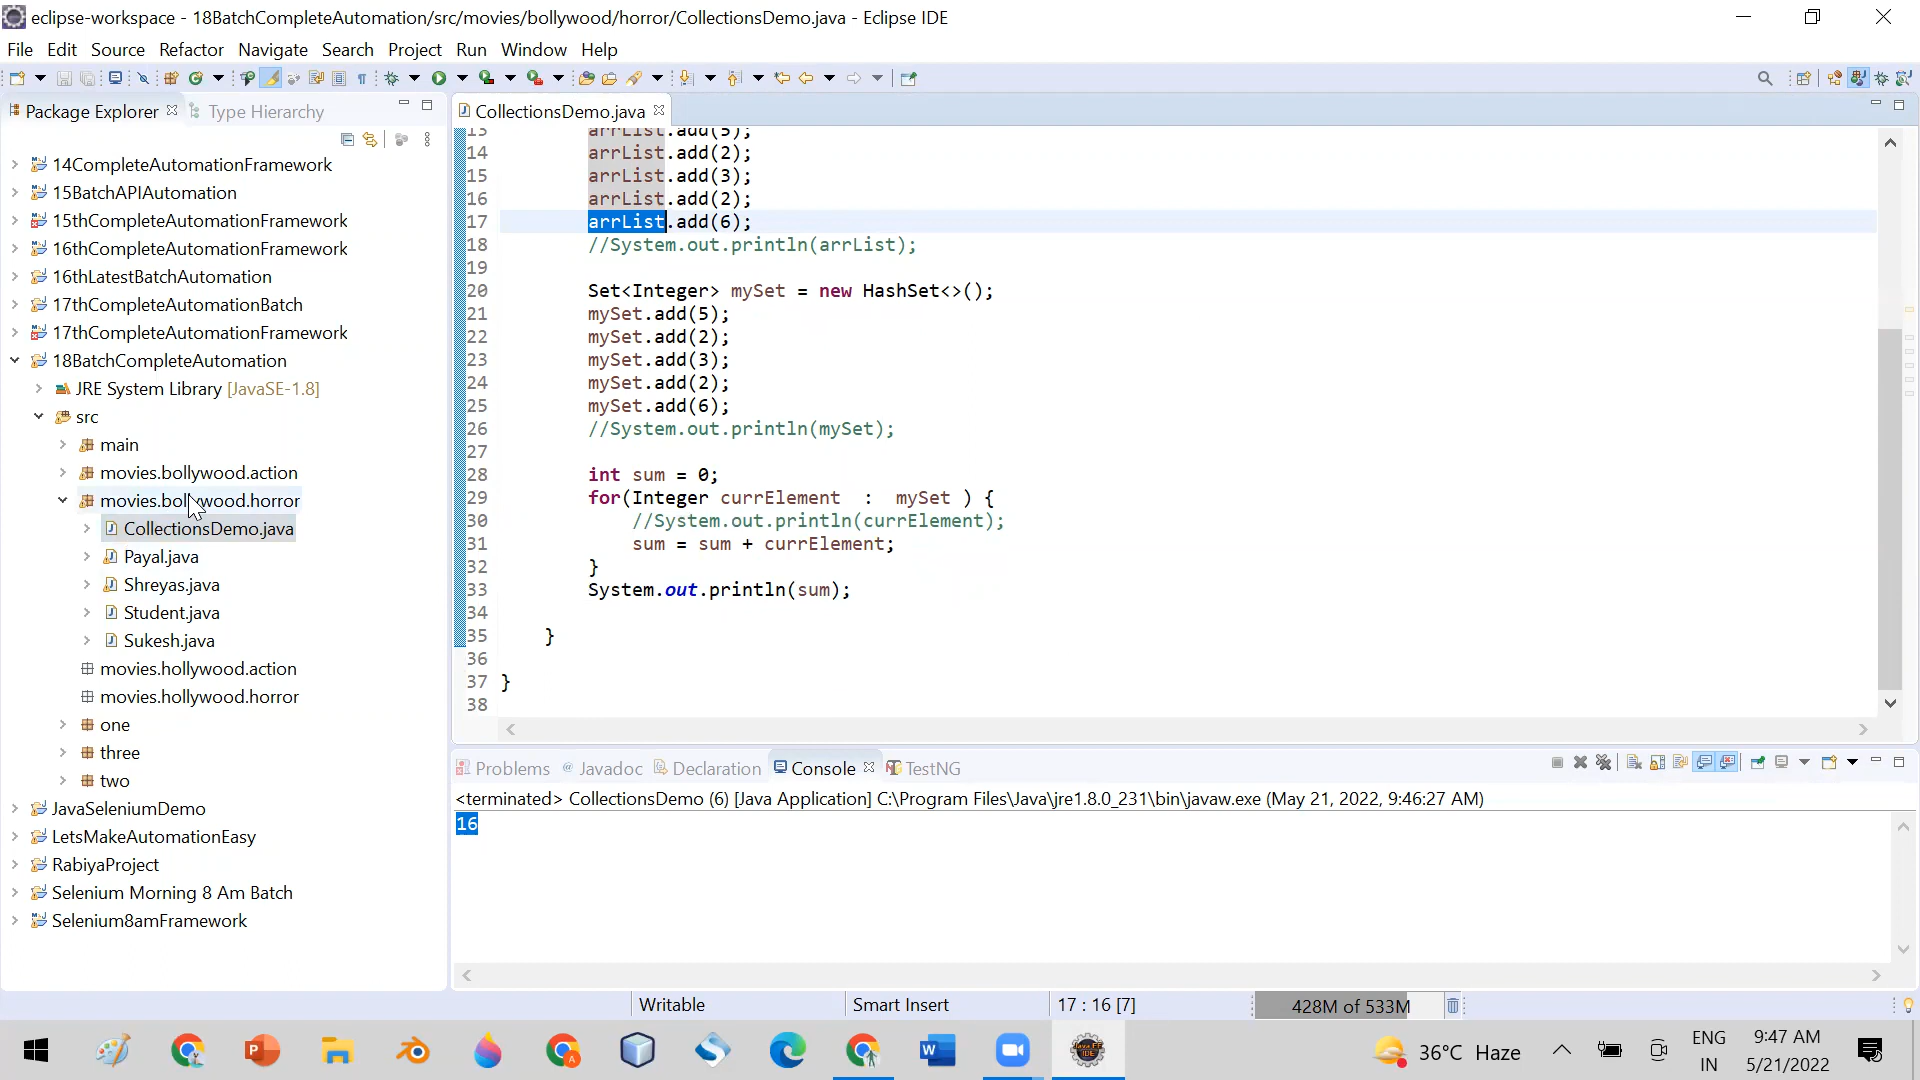 eclipse-workspace - 18BatchCompleteAutomation/src/movies/bollywood/horror/CollectionsDemo.java - Eclipse IDE
File Edit Source Refactor Navigate Search Project Run Window Help
Package Explorer
Type Hierarchy
14CompleteAutomationFramework
15BatchAPIAutomation
15thCompleteAutomationFramework
16thCompleteAutomationFramework
16thLatestBatchAutomation
17thCompleteAutomationBatch
17thCompleteAutomationFramework
18BatchCompleteAutomation
JRE System Library [JavaSE-1.8]
src
main
movies.bollywood.action
movies.bollywood.horror
CollectionsDemo.java
Payal.java
Shreyas.java
Student.java
Sukesh.java
movies.hollywood.action
movies.hollywood.horror
one
three
two
JavaSeleniumDemo
LetsMakeAutomationEasy
RabiyaProject
Selenium Morning 8 Am Batch
Selenium8amFramework
CollectionsDemo.java
13 arrList.add(5);
14 arrList.add(2);
15 arrList.add(3);
16 arrList.add(2);
17 arrList.add(6);
18 //System.out.println(arrList);
19
20 Set<Integer> mySet = new HashSet<>();
21 mySet.add(5);
22 mySet.add(2);
23 mySet.add(3);
24 mySet.add(2);
25 mySet.add(6);
26 //System.out.println(mySet);
27
28 int sum = 0;
29 for(Integer currElement : mySet ) {
30 //System.out.println(currElement);
31 sum = sum + currElement;
32 }
33 System.out.println(sum);
34
35 }
36
37 }
38
Problems Javadoc Declaration Console TestNG
<terminated> CollectionsDemo (6) [Java Application] C:\Program Files\Java\jre1.8.0_231\bin\javaw.exe (May 21, 2022, 9:46:27 AM)
16
Writable Smart Insert 17 : 16 [7] 428M of 533M
36°C Haze
ENG
IN
9:47 AM
5/21/2022